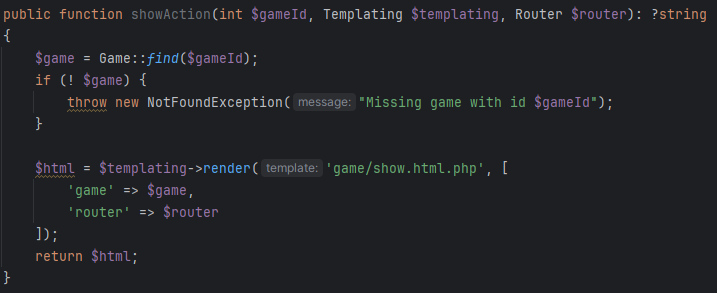 public function showAction(int $gameId, Templating $templating, Router $router): ?string
{
    $game = Game::find($gameId);
    if (! $game) {
        throw new NotFoundException( message: "Missing game with id $gameId");
    }

    $html = $templating->render( template: 'game/show.html.php', [
        'game' => $game,
        'router' => $router
    ]);
    return $html;
}